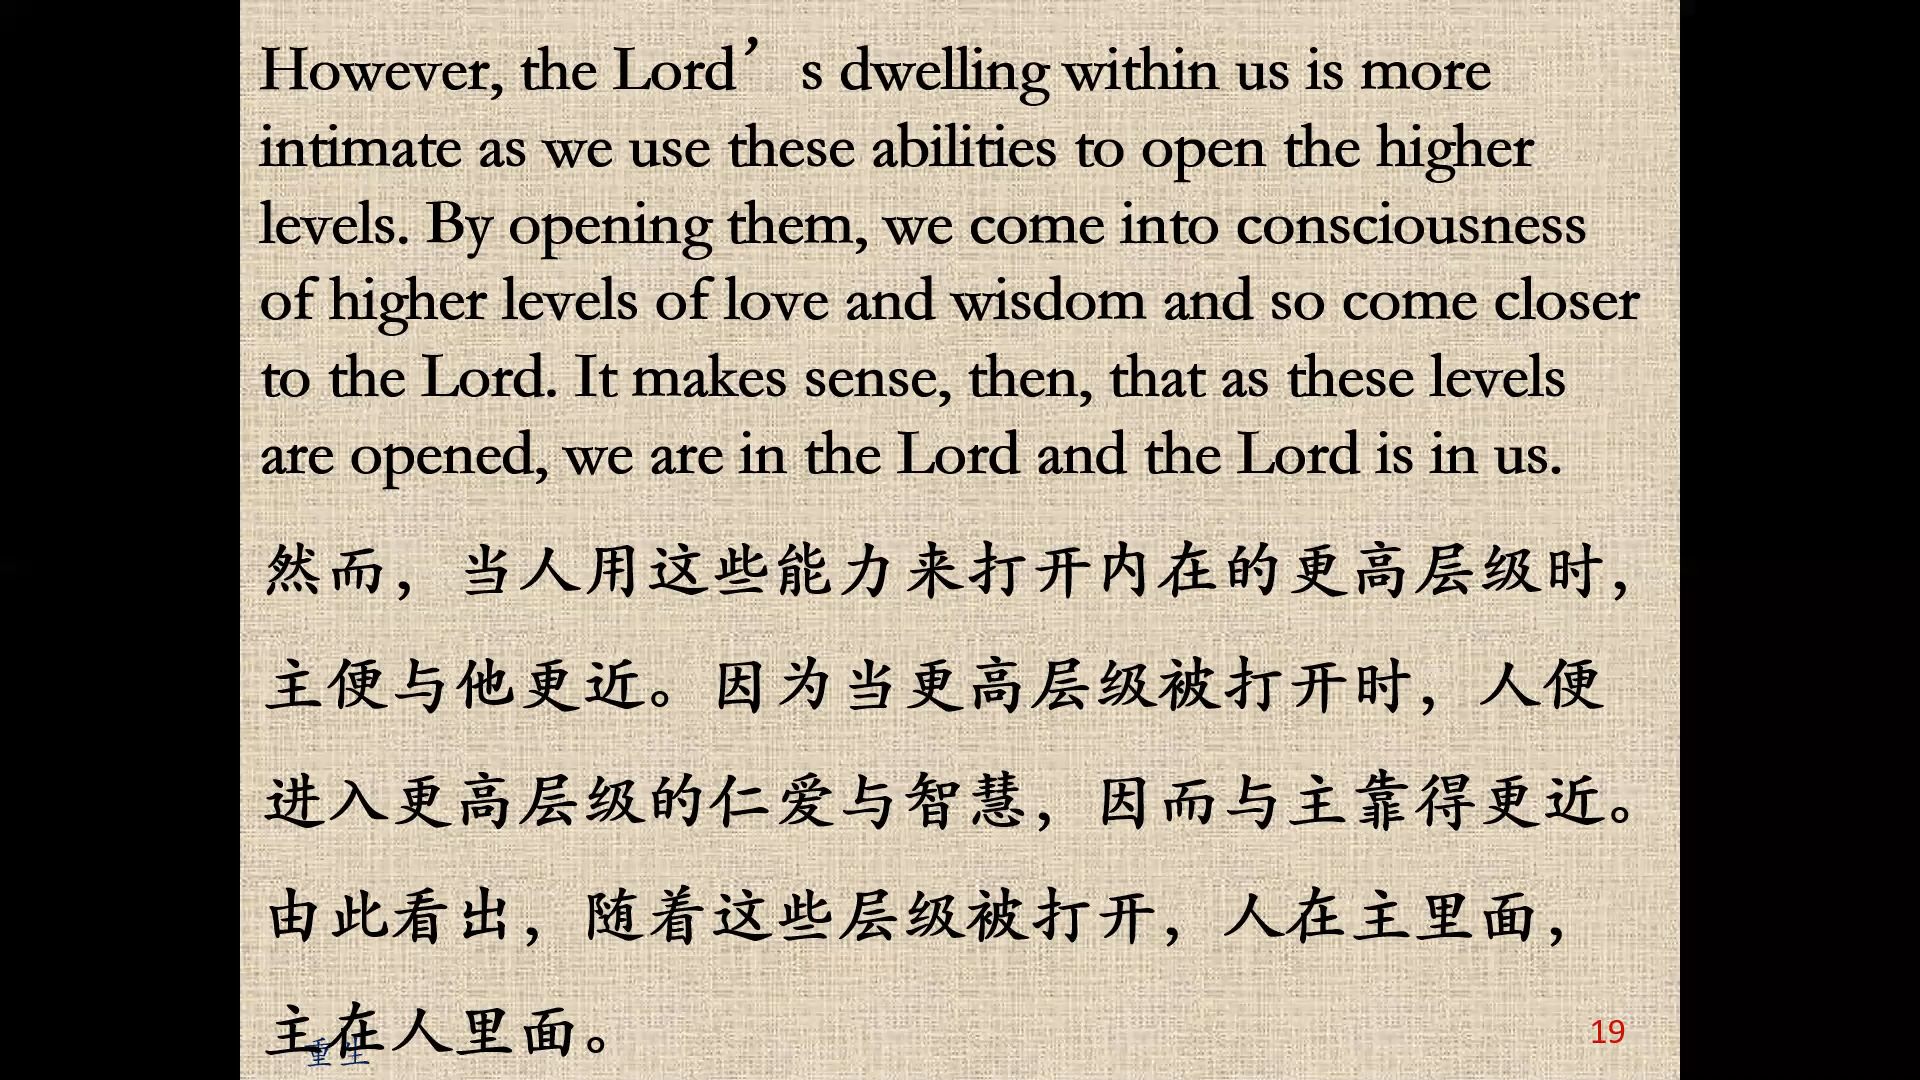 However, the Lord’s dwelling within us is more
intimate as we use these abilities to open the higher
levels. By opening them, we come into consciousness
of higher levels of love and wisdom and so come closer
to the Lord. It makes sense, then, that as these levels
are opened, we are in the Lord and the Lord is in us.
然而，当人用这些能力来打开内在的更高层级时，
主便与他更近。因为当更高层级被打开时，人便
进入更高层级的仁爱与智慧，因而与主靠得更近。
由此看出，随着这些层级被打开，人在主里面，
主在人里面。
重生
19